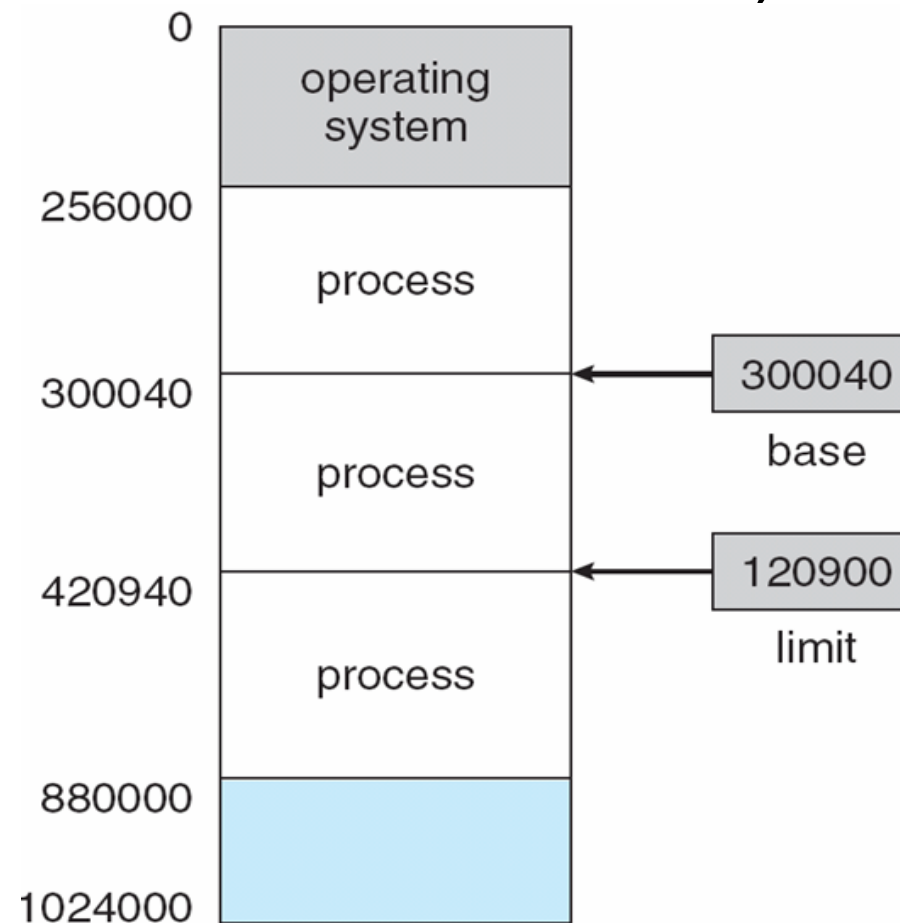 0
operating
system
256000
process
300040
300040
base
process
120900
420940
limit
process
880000
1024000